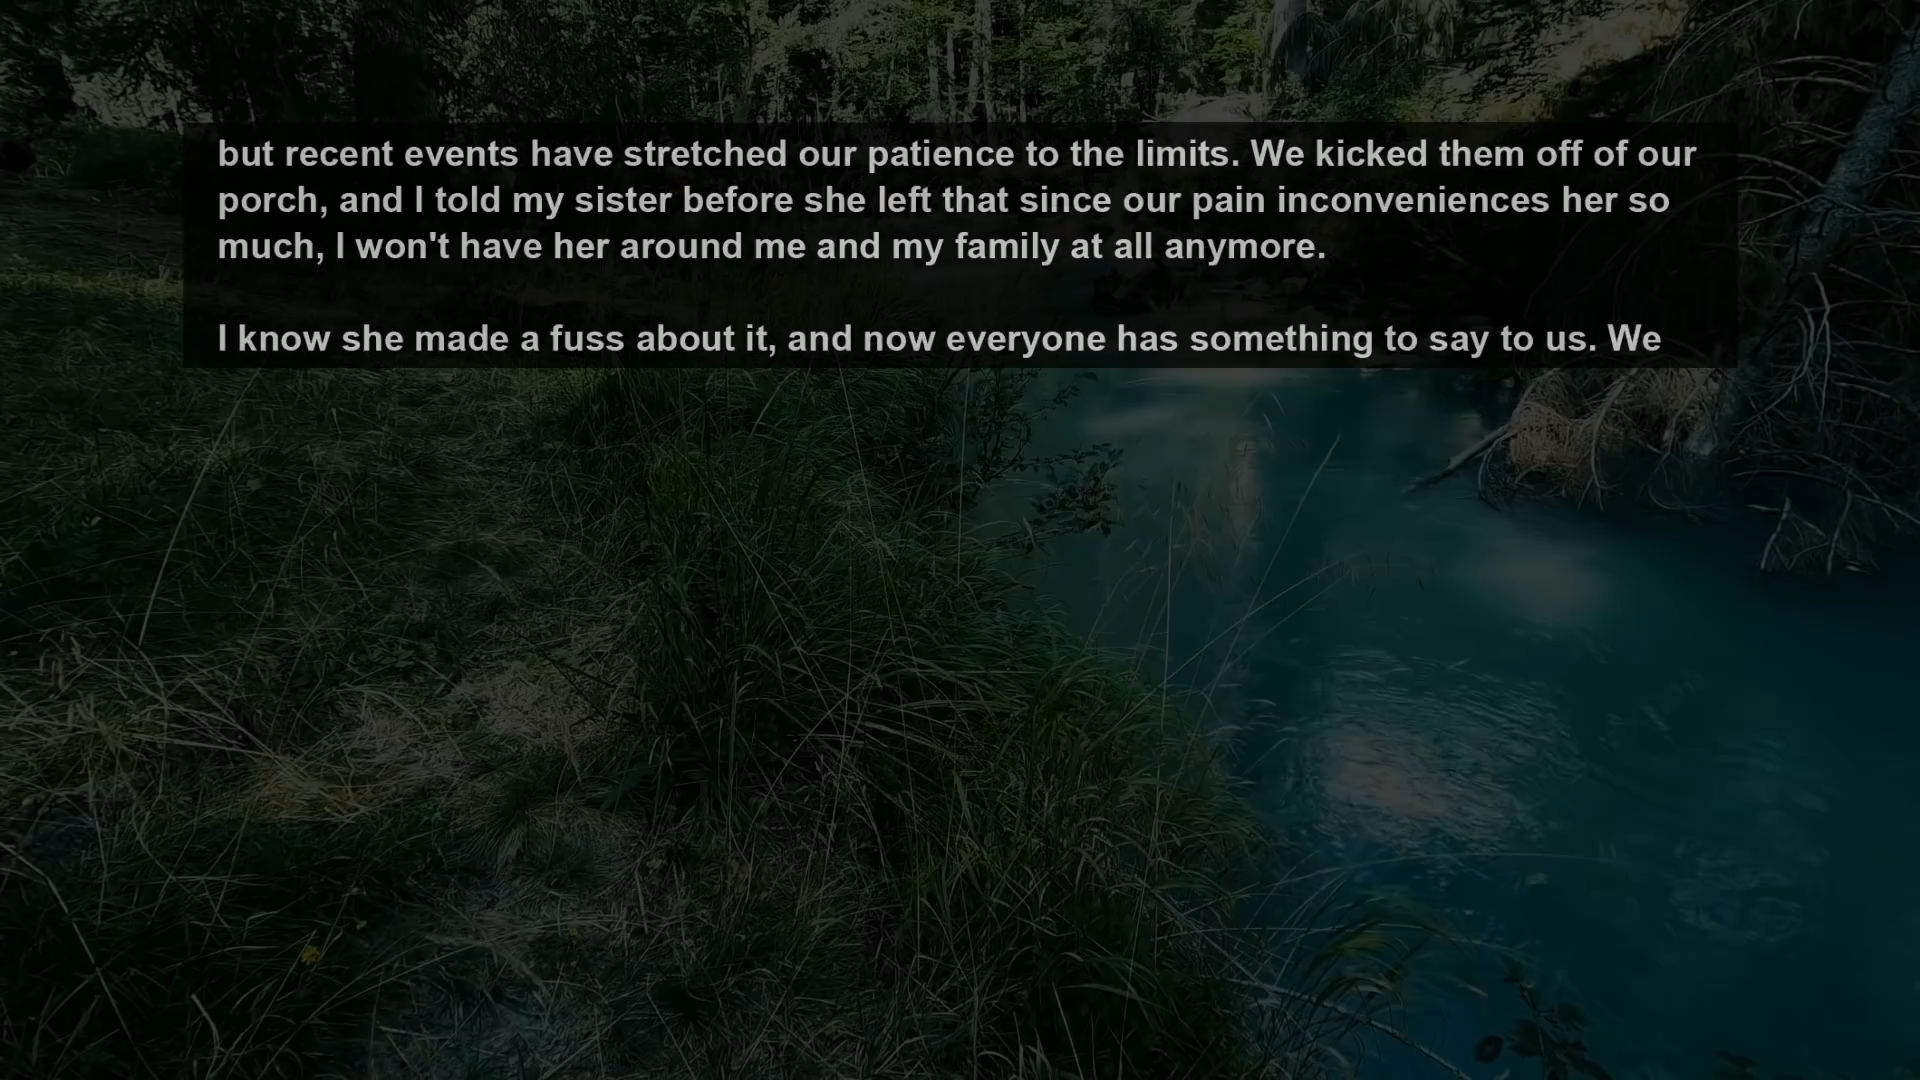 but recent events have stretched our patience to the limits. We kicked them off of our
porch, and I told my sister before she left that since our pain inconveniences her so
much, I won't have her around me and my family at all anymore.
I know she made a fuss about it, and now everyone has something to say to us. We